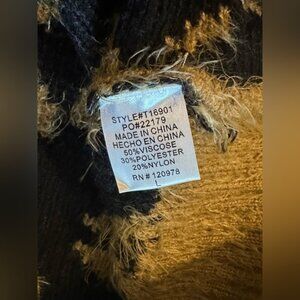 STYLE#T16901
PO#22179
MADE IN CHINA
HECHO EN CHINA
50%VISCOSE
30%POLYESTER
20%NYLON
RN # 120978
L